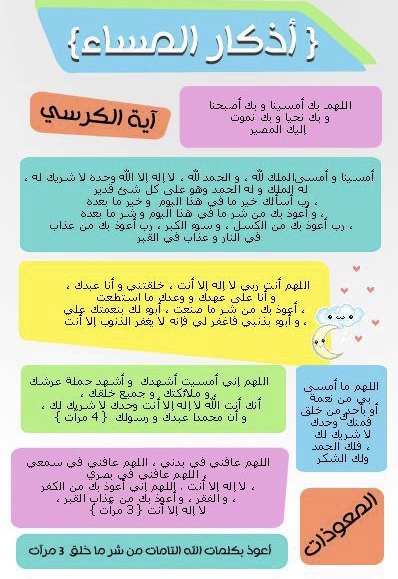 { أذكار المساء }
اللهم بك أمسينا و بك أصبحنا
و بك نحيا و بك نموت
إليك المصير
آية الكرسي
أمسينا و أمسى الملك لله ، و الحمد لله ، لا إله إلا الله وحده لا شريك له ،
له الملك و له الحمد وهو على كل شئ قدير
، رب أسألك خير ما في هذا اليوم و خير ما بعده
، و أعوذ بك من شر ما في هذا اليوم و شر ما بعده
، رب أعوذ بك من الكسل ، و سوء الكبر ، رب أعوذ بك من عذاب
في النار و عذاب في القبر
اللهم أنت ربي لا إله إلا أنت ، خلقتني و أنا عبدك ،
و أنا على عهدك و وعدك ما استطعت
، أعوذ بك من شر ما صنعت ، أبوء لك بنعمتك علي
، و أبوء بذنبي فاغفر لي فإنه لا يغفر الذنوب إلا أنت
اللهم إني أمسيت أشهدك و أشهد حملة عرشك
، و ملائكتك و جميع خلقك
أنك أنت الله لا إله إلا أنت وحدك لا شريك لك ،
و أن محمدا عبدك و رسولك { 4 مرات }
اللهم ما أمسى
بي من نعمة
أو بأحد من خلق
فمنك وحدك
لا شريك لك
، فلك الحمد
ولك الشكر
اللهم عافني في بدني ، اللهم عافني في سمعي
، اللهم عافني في بصري
، لا إله إلا أنت . اللهم إني أعوذ بك من الكفر
، و الفقر ، و أعوذ بك من عذاب القبر ،
لا إله إلا أنت { 3 مرات }
المعوذات
أعوذ بكلمات الله التامات من شر ما خلق 3 مرات